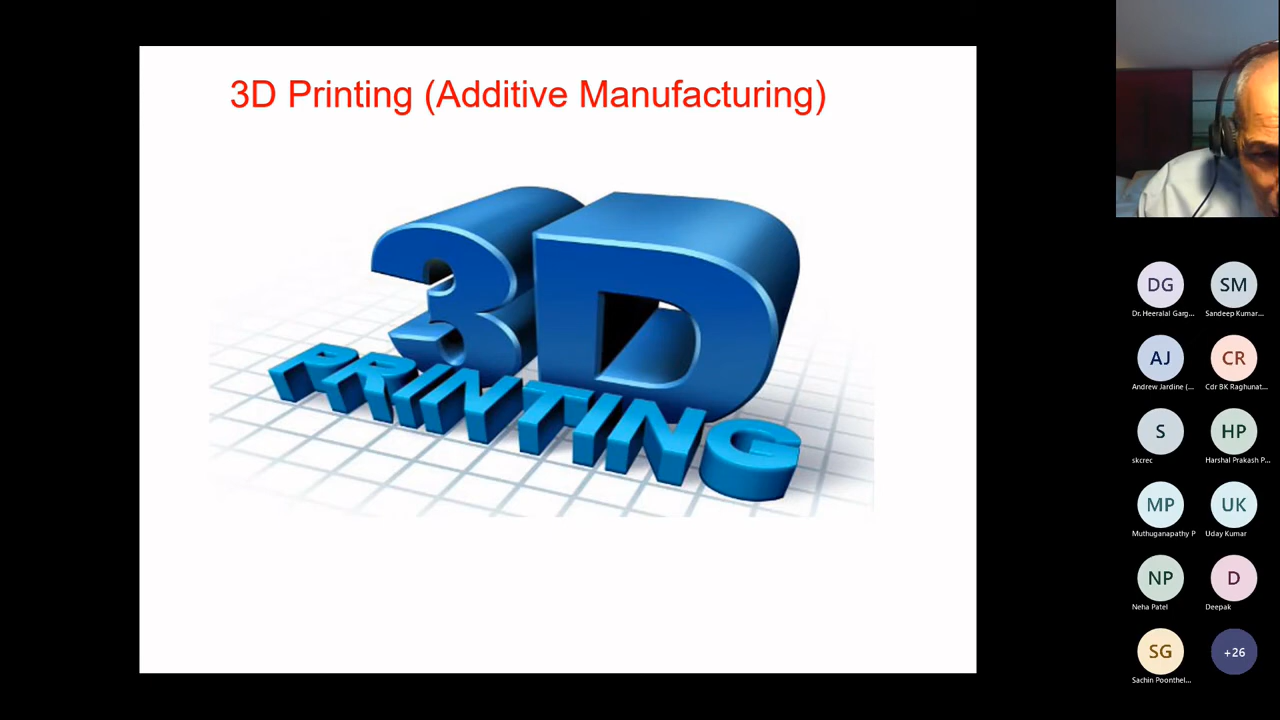 3D Printing (Additive Manufacturing)
3D
PRINTING
DG
SM
Dr. Heeralal Garg...
Sandeep Kumar...
AJ
CR
Andrew Jardine (...
Cdr BK Raghunat...
S
HP
skcrec
Harshal Prakash P...
MP
UK
Muthuganapathy P
Uday Kumar
NP
D
Neha Patel
Deepak
SG
+26
Sachin Poonthel...